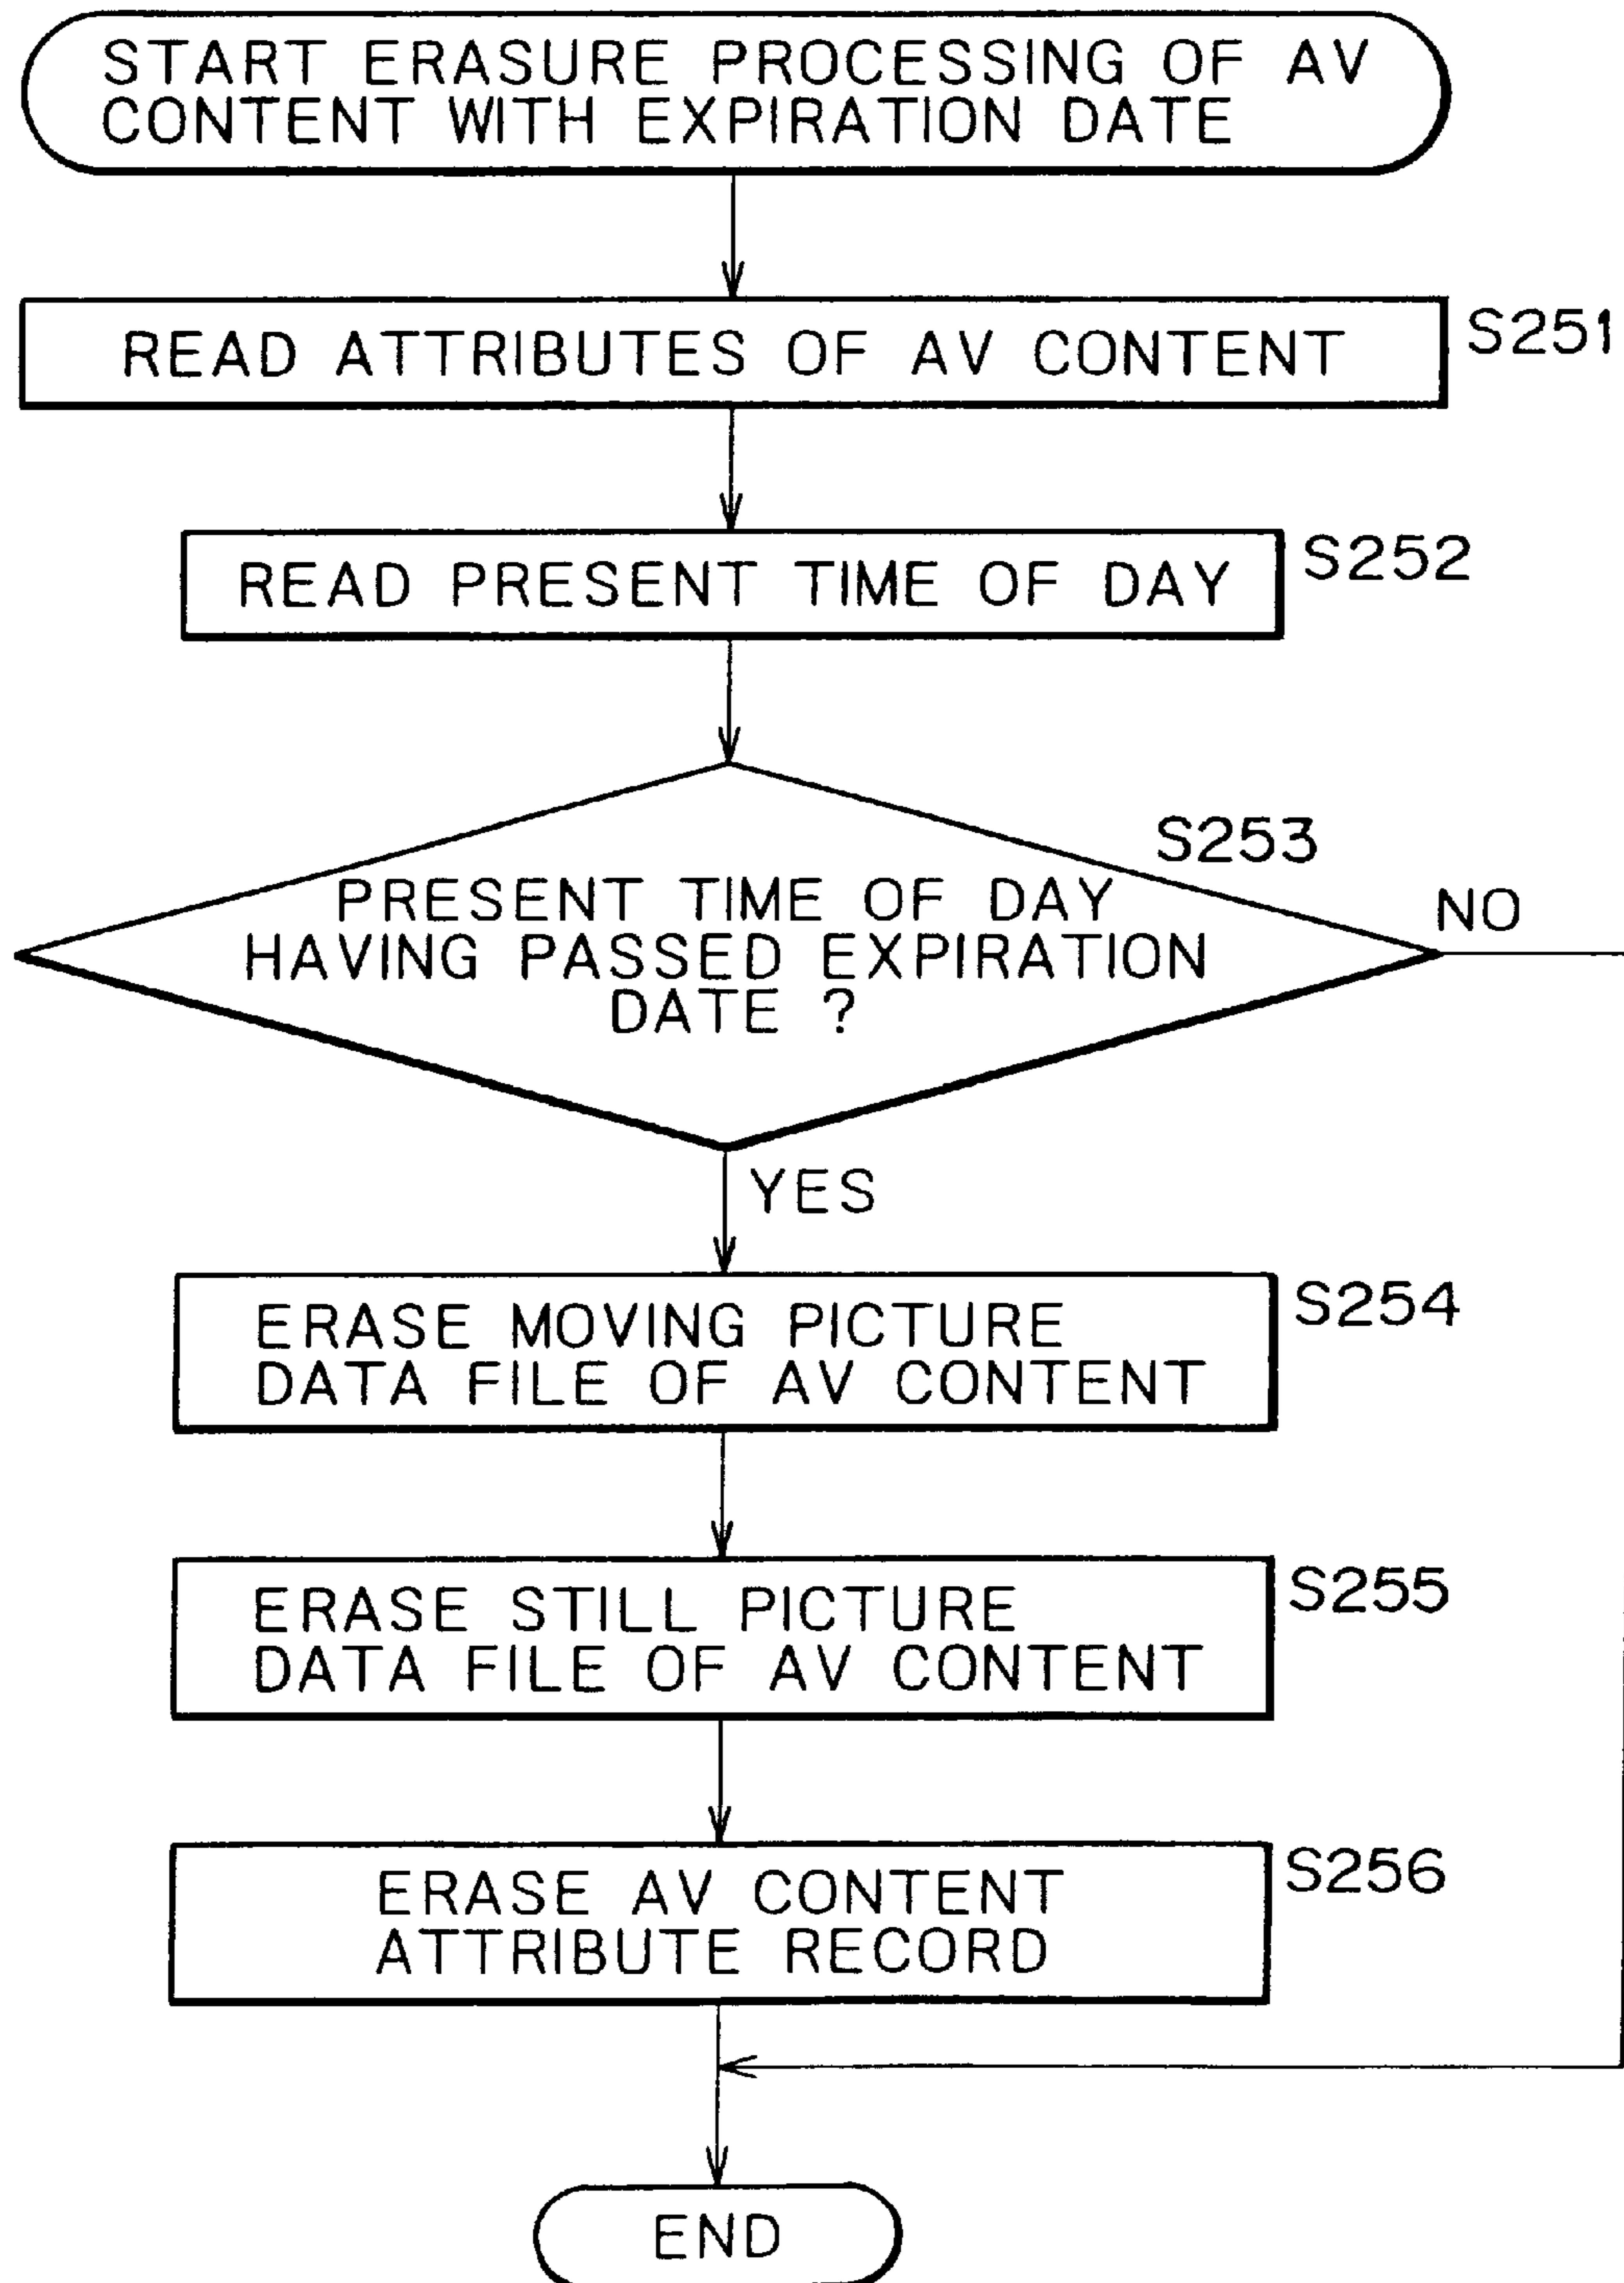 START ERASURE PROCESSING OF AV
CONTENT WITH EXPIRATION DATE
READ ATTRIBUTES OF AV CONTENT
S251
READ PRESENT TIME OF DAY
S252
S253
PRESENT TIME OF DAY
HAVING PASSED EXPIRATION
DATE ?
NO
YES
ERASE MOVING PICTURE
DATA FILE OF AV CONTENT
S254
ERASE STILL PICTURE
DATA FILE OF AV CONTENT
S255
ERASE AV CONTENT
ATTRIBUTE RECORD
S256
END